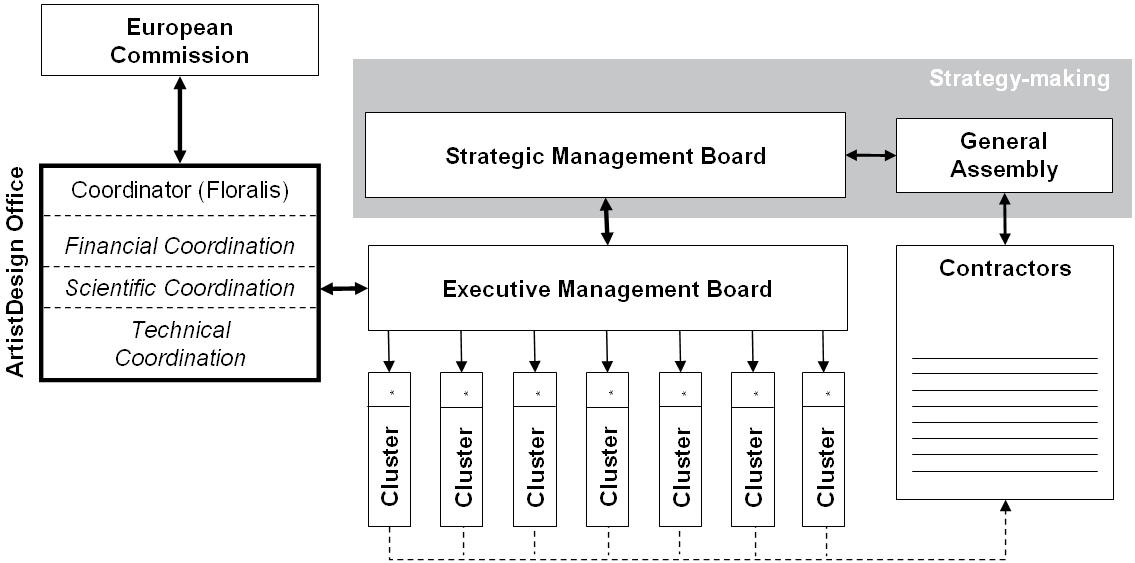 European
Commission
Strategy-making
Strategic Management Board
General
Assembly
ArtistDesign Office
Coordinator (Floralis)
Financial Coordination
Scientific Coordination
Technical
Coordination
Executive Management Board
Contractors
*
*
*
*
*
*
*
Cluster
Cluster
Cluster
Cluster
Cluster
Cluster
Cluster